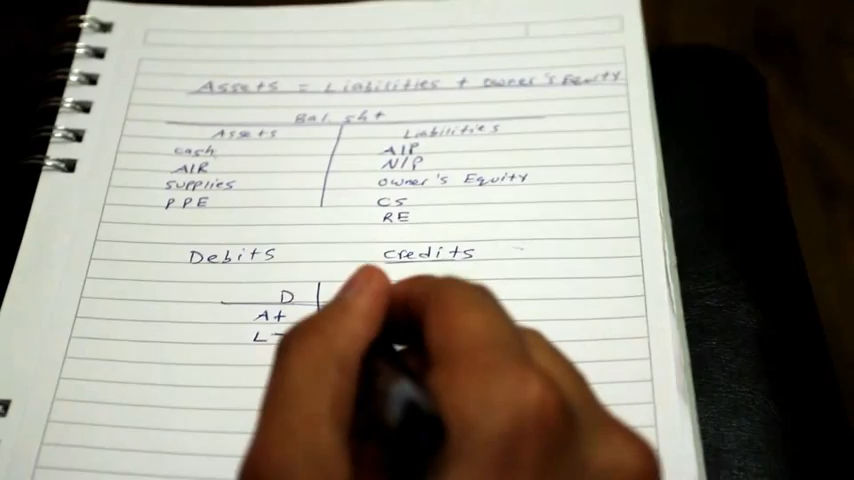 Assets = Liabilities + Owner's Equity
Bal. sht
Assets Liabilities
Cash A/P
A/R N/P
Supplies Owner's Equity
PPE CS
RE
Debits Credits
D
A+
L-